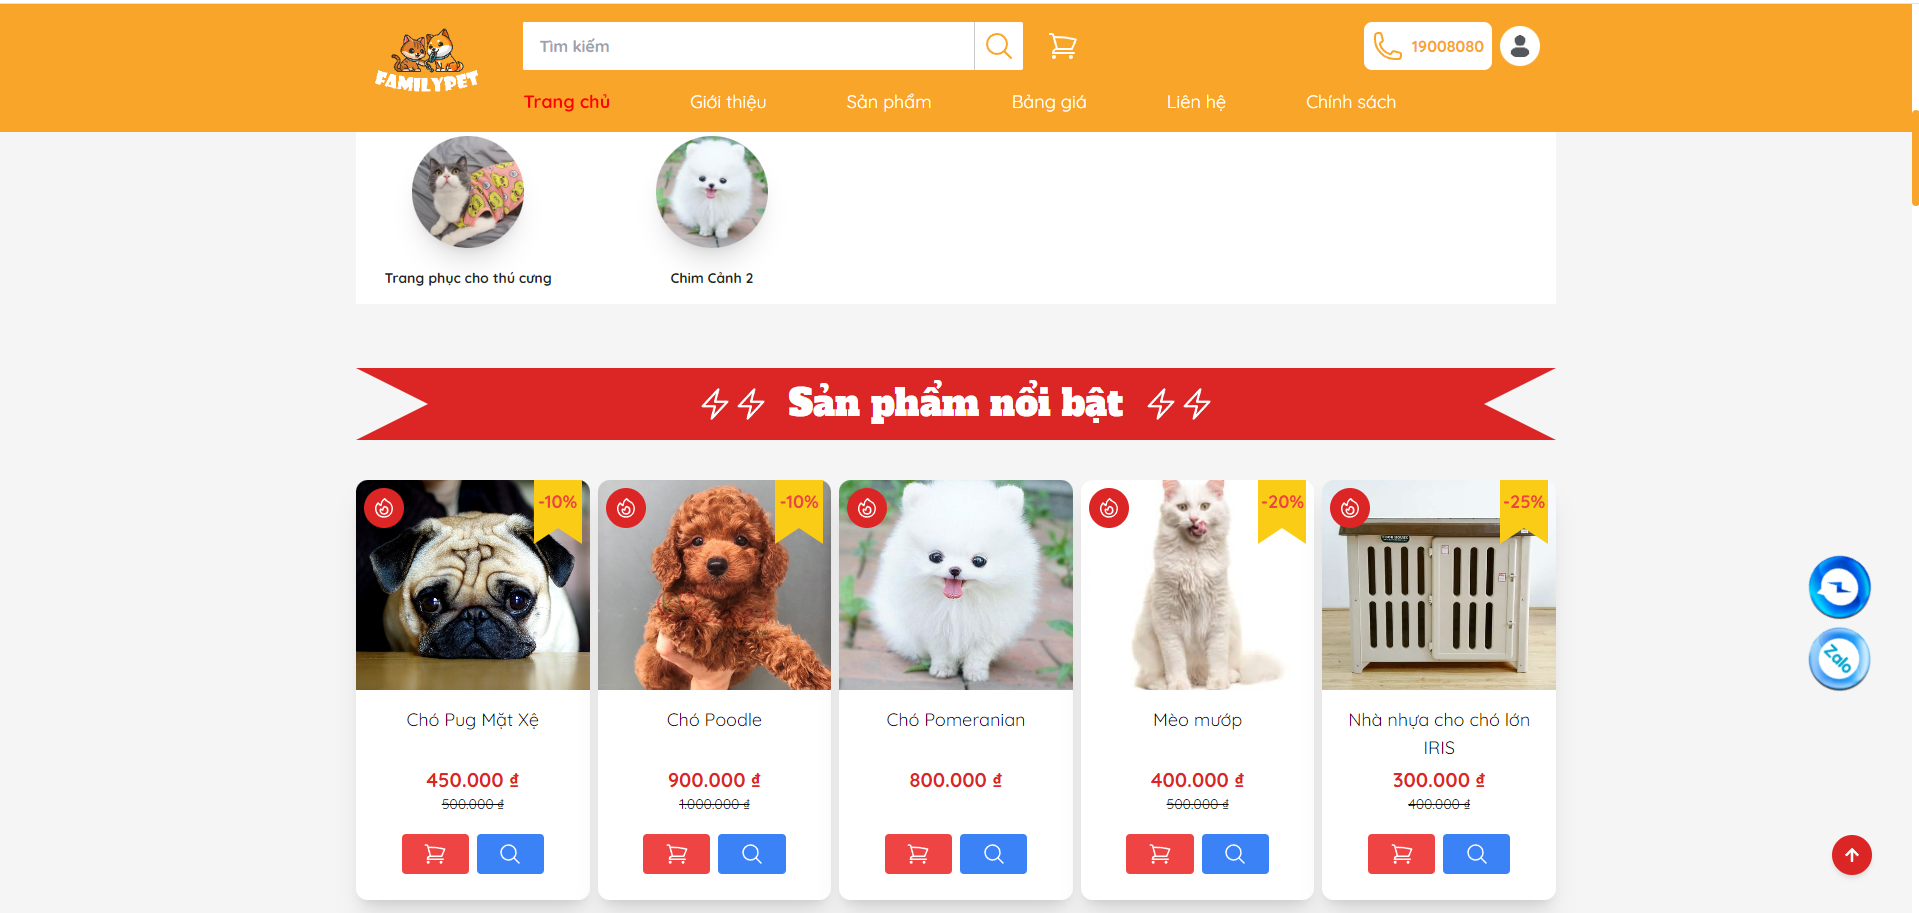 FAMILYPET
Tìm kiếm
19008080
Trang chủ
Giới thiệu
Sản phẩm
Bảng giá
Liên hệ
Chính sách
Trang phục cho thú cưng
Chim Cảnh 2
Sản phẩm nổi bật
-10%
-10%
-20%
-25%
Chó Pug Mặt Xệ
450.000 ₫
500.000 ₫
Chó Poodle
900.000 ₫
1.000.000 ₫
Chó Pomeranian
800.000 ₫
Mèo mướp
400.000 ₫
500.000 ₫
Nhà nhựa cho chó lớn
IRIS
300.000 ₫
400.000 ₫
Zalo